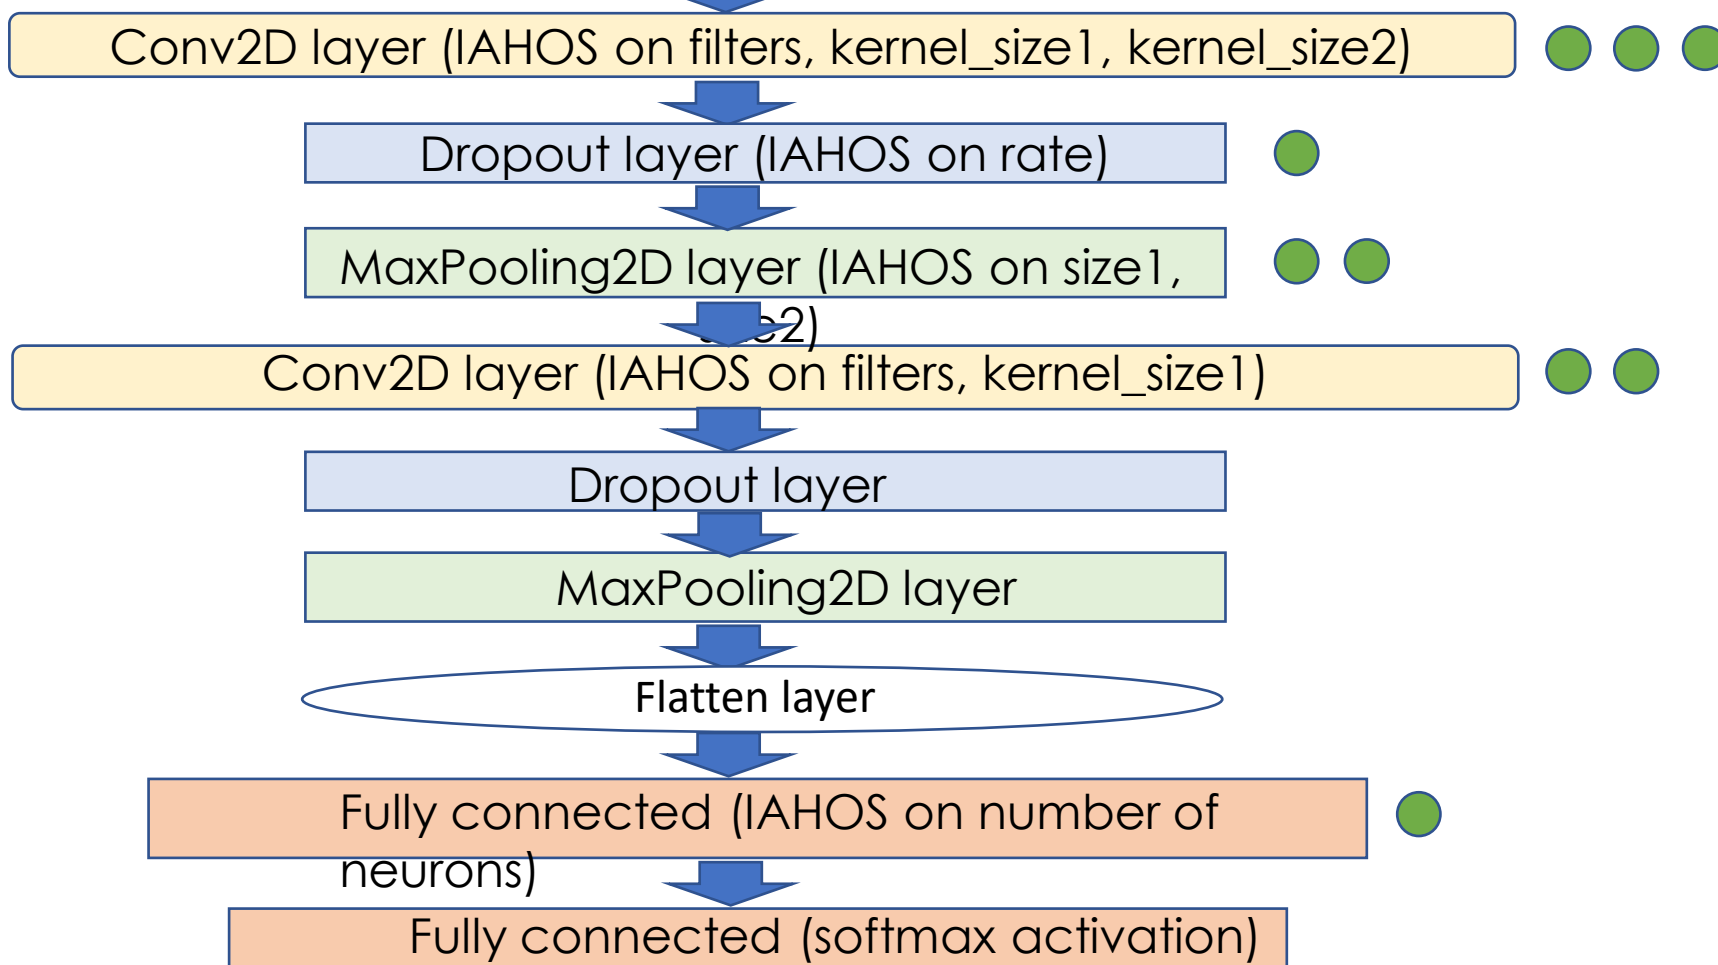 Conv2D layer (IAHOS on filters, kernel_size1, kernel_size2)
Dropout layer (IAHOS on rate)
MaxPooling2D layer (IAHOS on size1,
Conv2D layer (IAHOS on filters, kernel_size1)
Dropout layer
MaxPooling2D layer
Flatten layer
Fully connected (IAHOS on number of
neurons)
Fully connected (softmax activation)